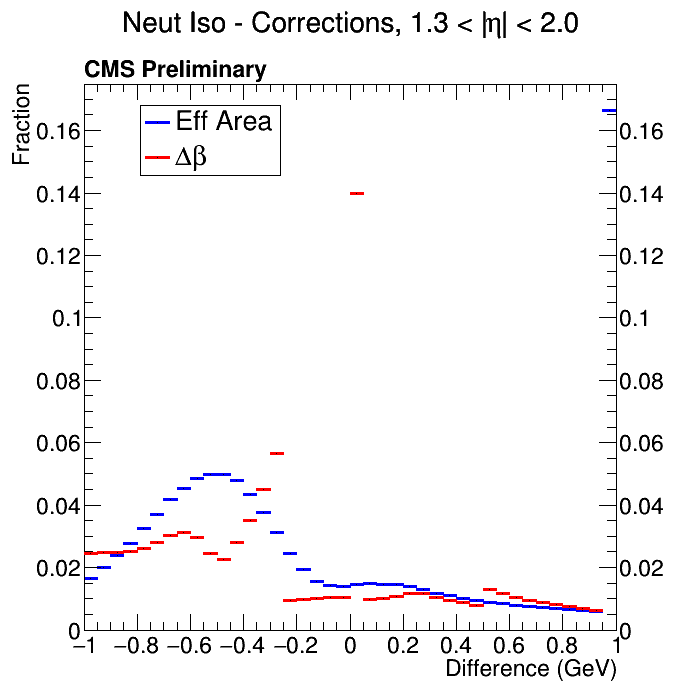 Neut Iso - Corrections, 1.3 < |η| < 2.0
CMS Preliminary
Fraction
Eff Area
Δβ
0.16
0.14
0.12
0.1
0.08
0.06
0.04
0.02
0
0.16
0.14
0.12
0.1
0.08
0.06
0.04
0.02
0
−1 −0.8 −0.6 −0.4 −0.2 0 0.2 0.4 0.6 0.8 1
Difference (GeV)